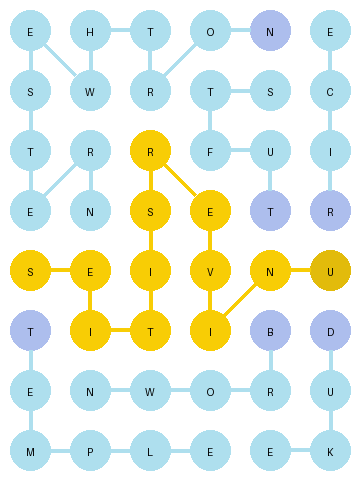 E H T O N E
S W R T S C
T R R F U I
E N S E T R
S E I V N U
T I T I B D
E N W O R U
M P L E E K